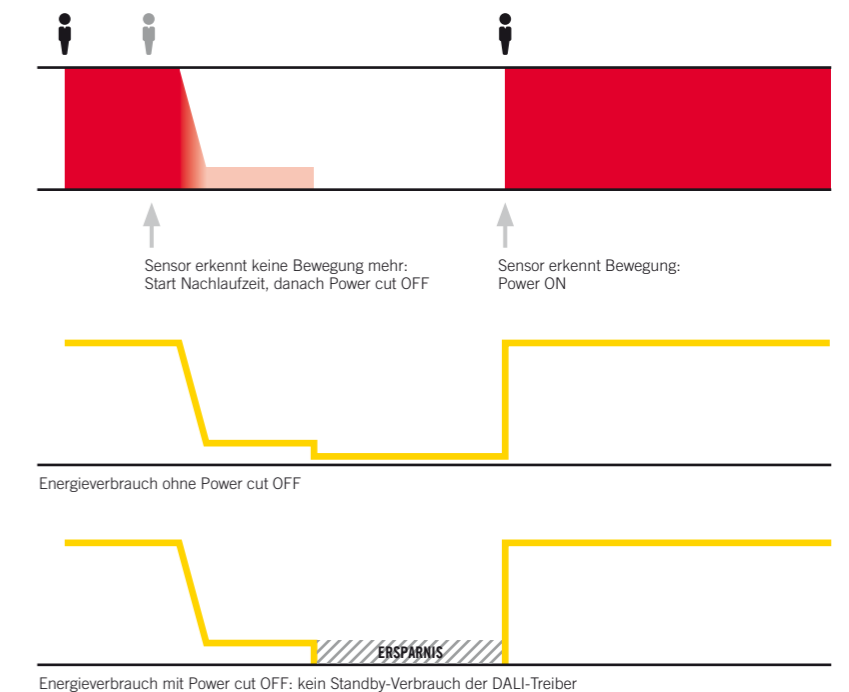 Sensor erkennt keine Bewegung mehr:
Start Nachlaufzeit, danach Power cut OFF
Sensor erkennt Bewegung:
Power ON
Energieverbrauch ohne Power cut OFF
ERSPARNIS
Energieverbrauch mit Power cut OFF: kein Standby-Verbrauch der DALI-Treiber